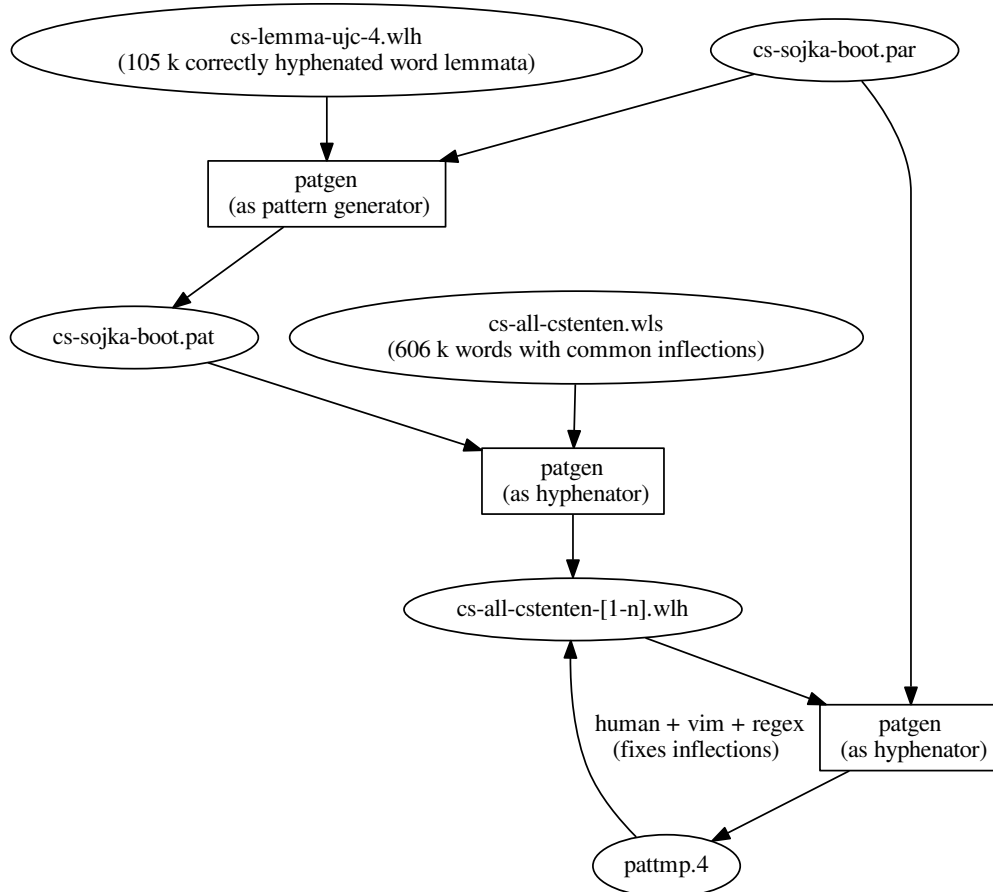 cs-lemma-ujc-4.wlh
(105 k correctly hyphenated word lemmata)
cs-sojka-boot.par
patgen
(as pattern generator)
cs-sojka-boot.pat
cs-all-cstenten.wls
(606 k words with common inflections)
patgen
(as hyphenator)
cs-all-cstenten-[1-n].wlh
human + vim + regex
(fixes inflections)
patgen
(as hyphenator)
pattmp.4